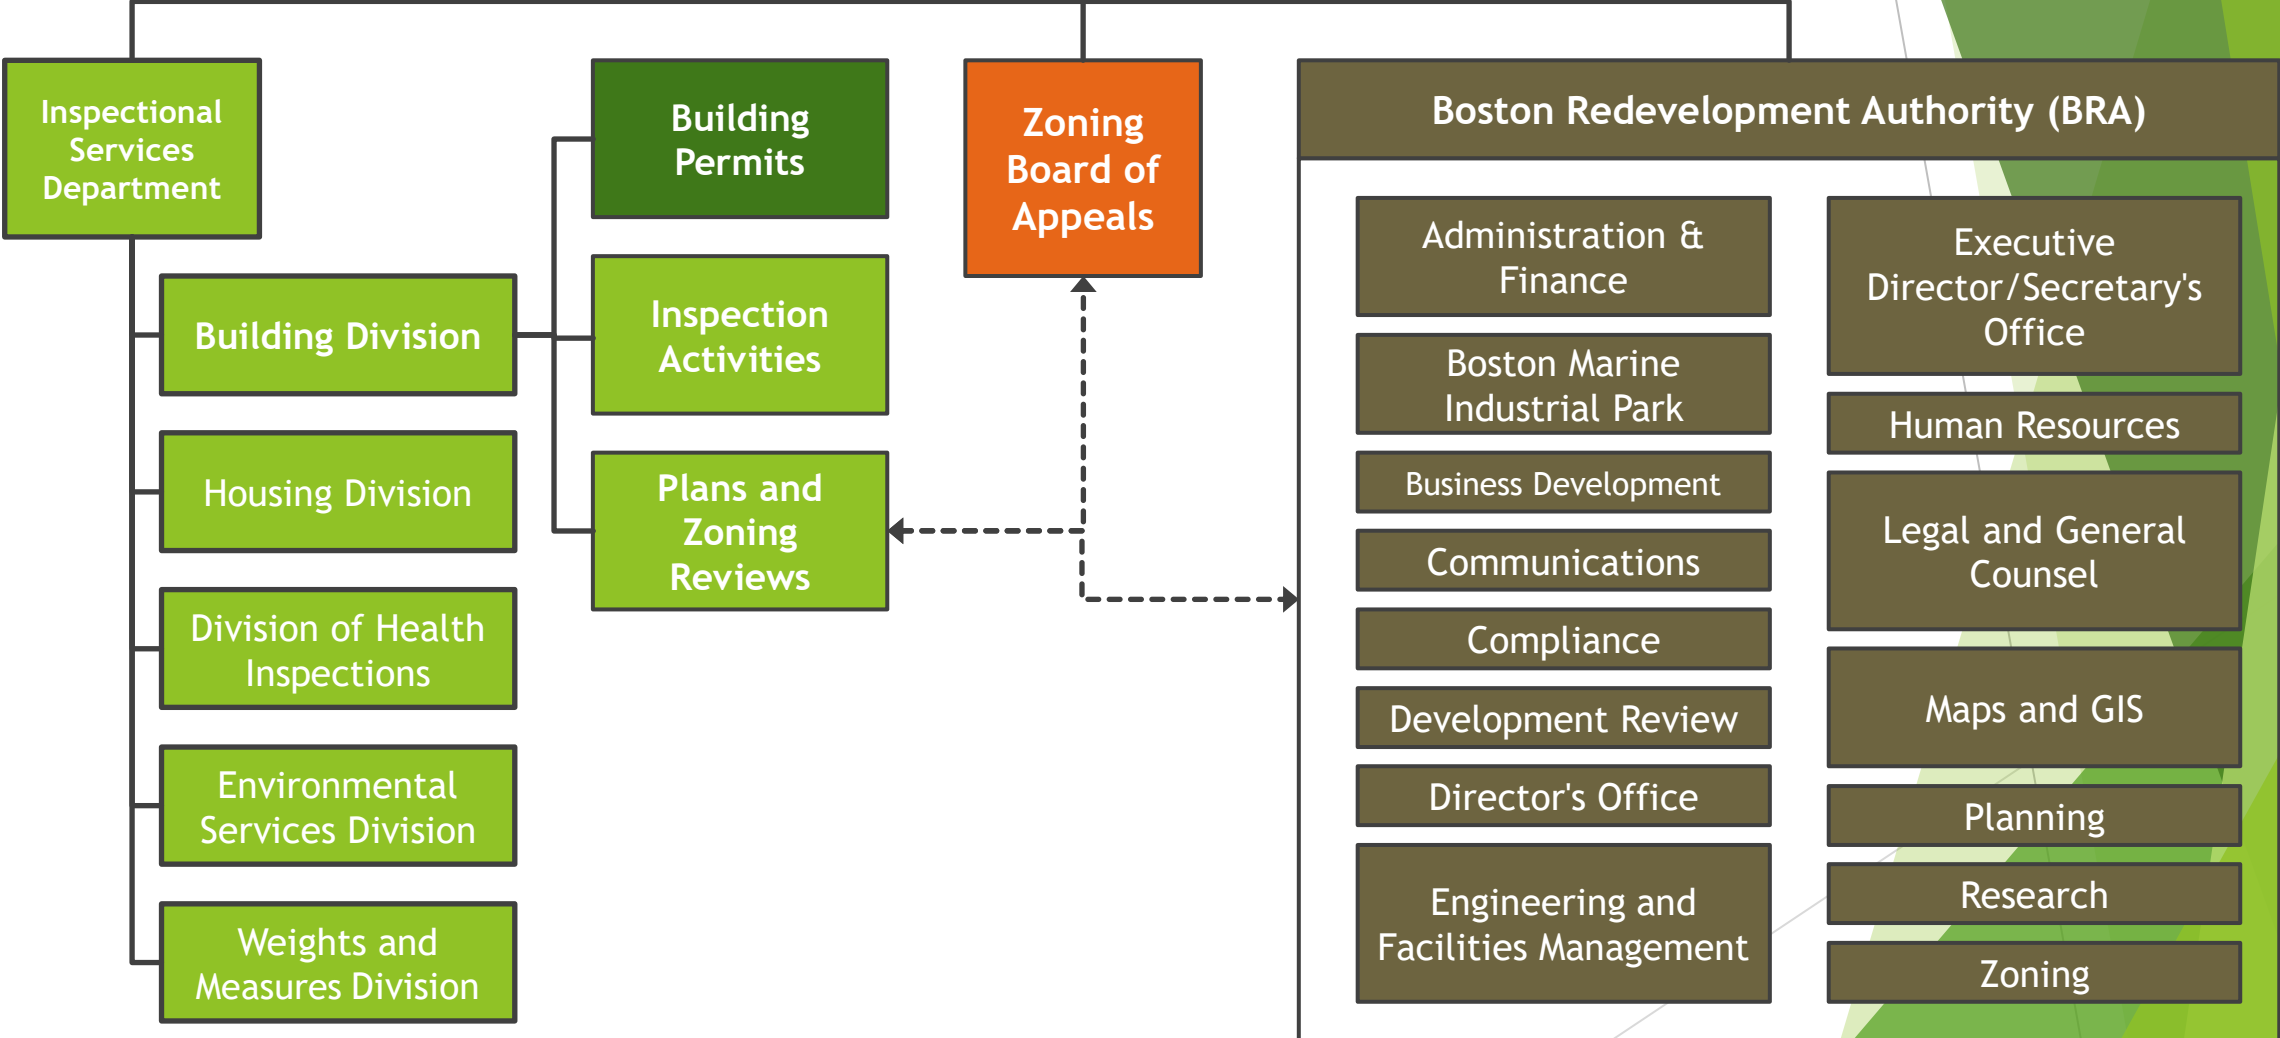 Inspectional
Services
Department
Building Division
Housing Division
Division of Health
Inspections
Environmental
Services Division
Weights and
Measures Division
Building
Permits
Inspection
Activities
Plans and
Zoning
Reviews
Zoning
Board of
Appeals
Boston Redevelopment Authority (BRA)
Administration &
Finance
Boston Marine
Industrial Park
Business Development
Communications
Compliance
Development Review
Director's Office
Engineering and
Facilities Management
Executive
Director/Secretary's
Office
Human Resources
Legal and General
Counsel
Maps and GIS
Planning
Research
Zoning